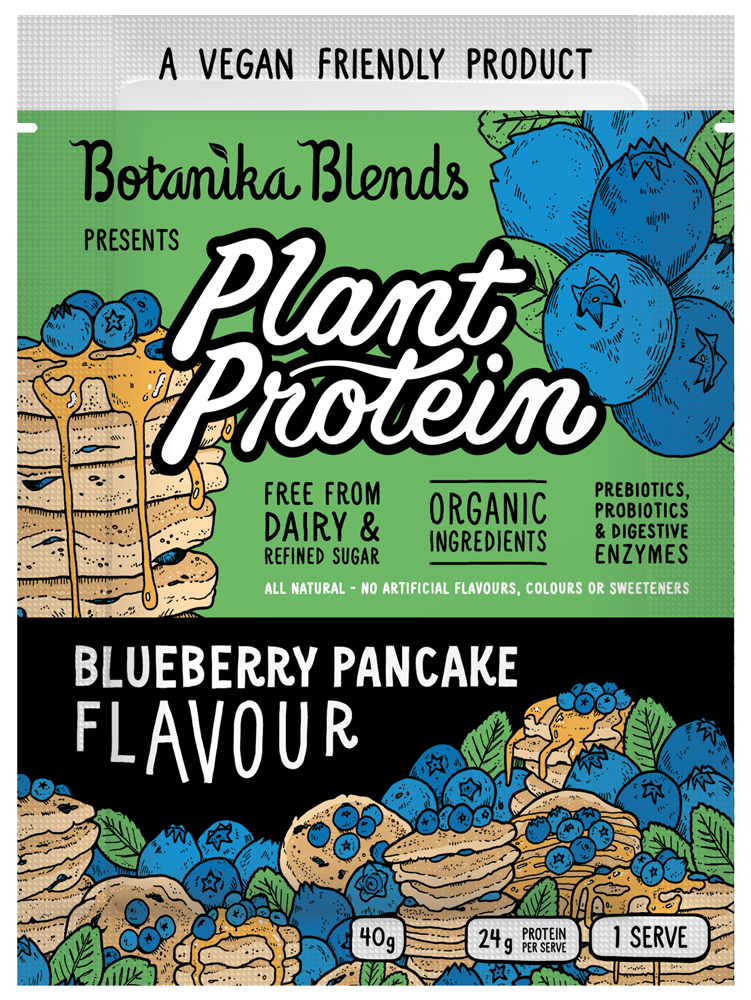 A VEGAN FRIENDLY PRODUCT
Botanika Blends
PRESENTS
Plant
Protein
FREE FROM
DAIRY &
REFINED SUGAR
ORGANIC
INGREDIENTS
PREBIOTICS,
PROBIOTICS
& DIGESTIVE
ENZYMES
ALL NATURAL - NO ARTIFICIAL FLAVOURS, COLOURS OR SWEETENERS
BLUEBERRY PANCAKE
FLAVOUR
40g
24g PROTEIN
PER SERVE
1 SERVE